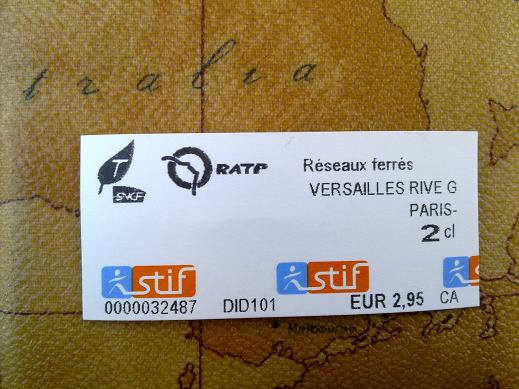 tralia
T
SNCF
RATP
Réseaux ferrés
VERSAILLES RIVE G
PARIS-
2 cl
stif stif stif
0000032487 DID101 EUR 2,95 CA
Melbourne